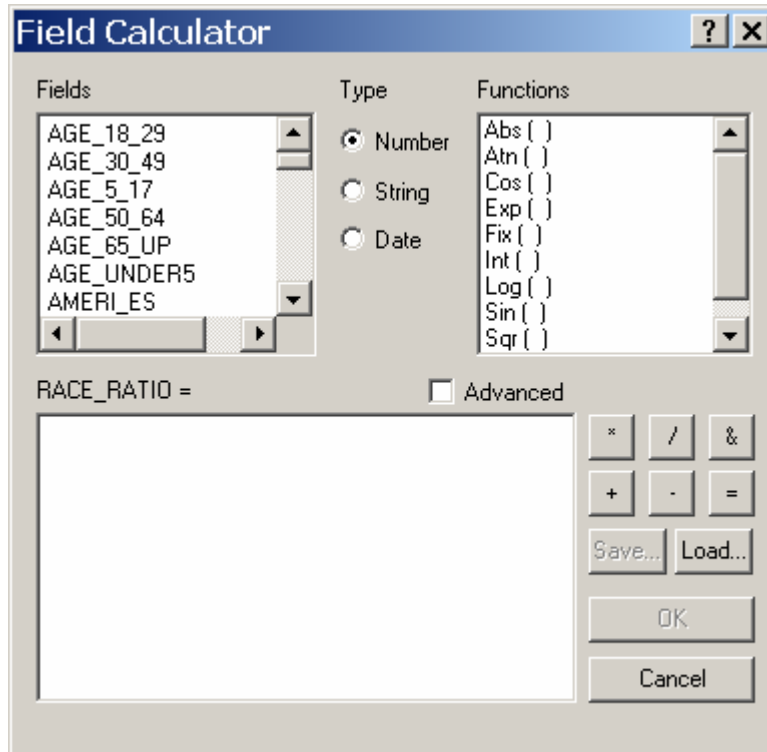 Field Calculator ? X
Fields
AGE_18_29
AGE_30_49
AGE_5_17
AGE_50_64
AGE_65_UP
AGE_UNDER5
AMERI_ES
Type
Number
String
Date
Functions
Abs ( )
Atn ( )
Cos ( )
Exp ( )
Fix ( )
Int ( )
Log ( )
Sin ( )
Sqr ( )
RACE_RATIO =
Advanced
* / &
+ - =
Save... Load...
OK
Cancel